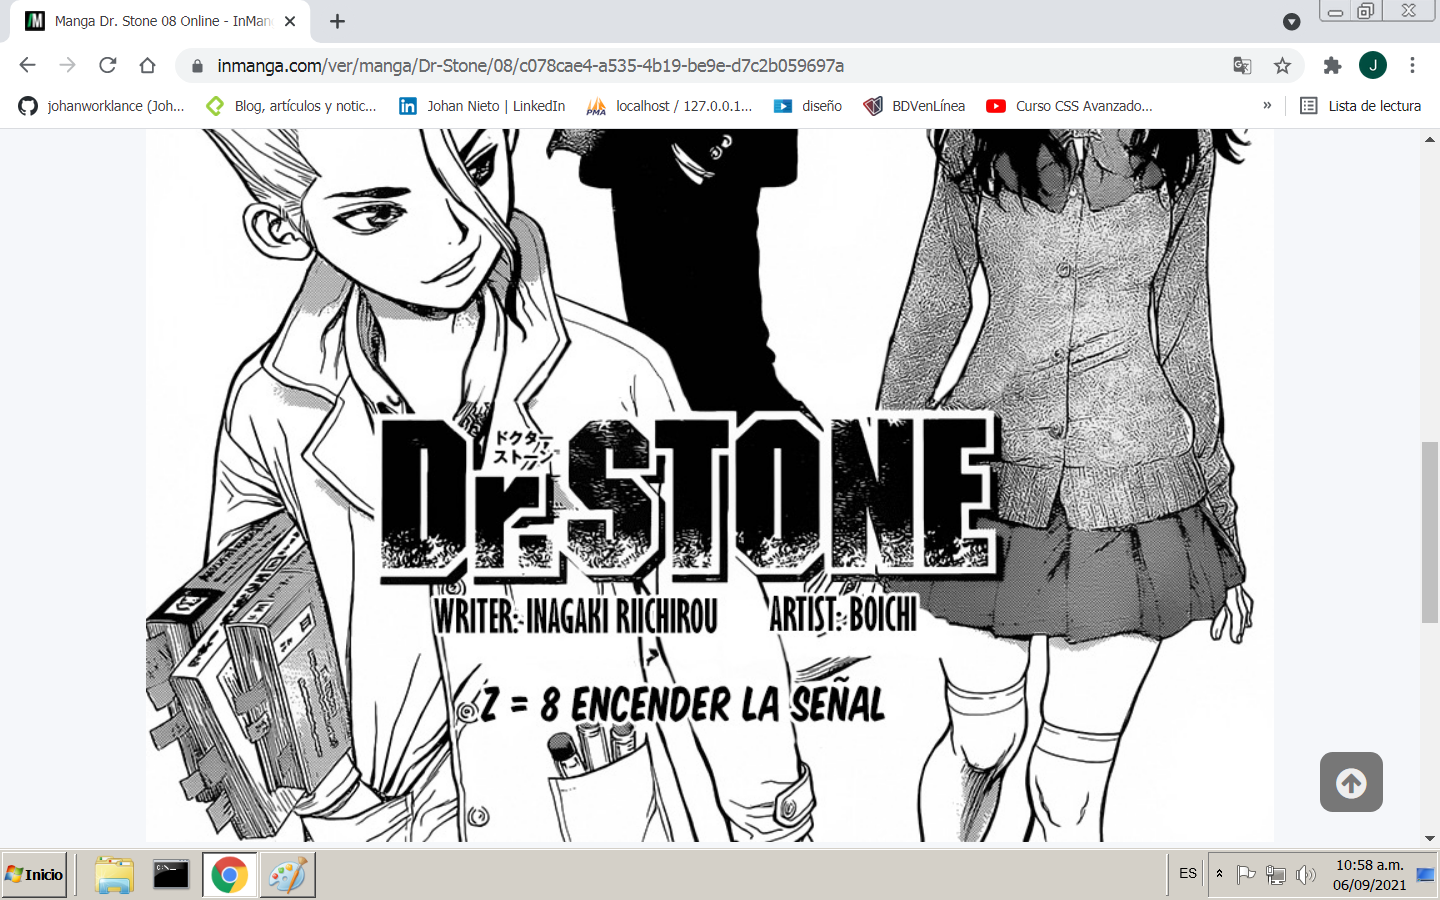 Manga Dr. Stone 08 Online - InMan
inmanga.com/ver/manga/Dr-Stone/08/c078cae4-a535-4b19-be9e-d7c2b059697a
J
johanworklance (Joh...
Blog, artículos y notic...
Johan Nieto | LinkedIn
localhost / 127.0.0.1...
diseño
BDVenLínea
Curso CSS Avanzado...
»
Lista de lectura
ドクター
ストーン
Dr.STONE
WRITER: INAGAKI RIICHIROU ARTIST: BOICHI
Z = 8 ENCENDER LA SEÑAL
Inicio
ES
10:58 a.m.
06/09/2021